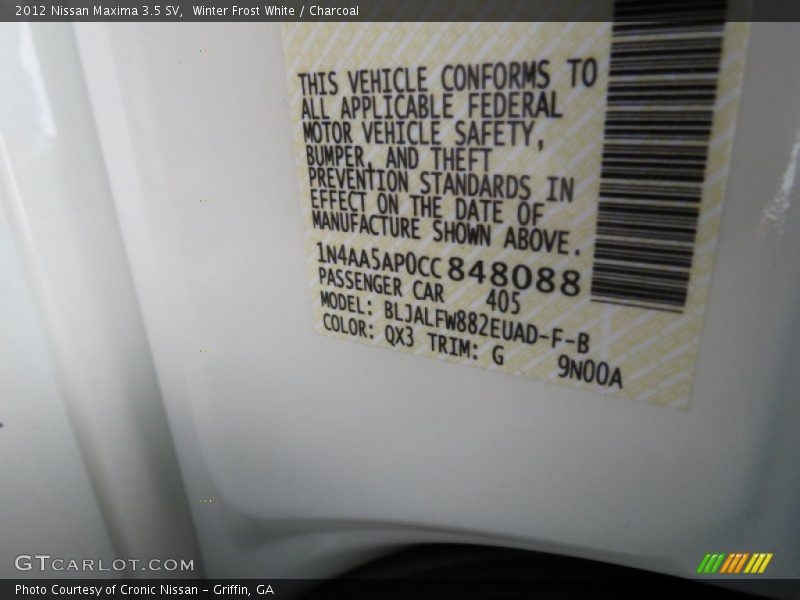 2012 Nissan Maxima 3.5 SV, Winter Frost White / Charcoal
THIS VEHICLE CONFORMS TO
ALL APPLICABLE FEDERAL
MOTOR VEHICLE SAFETY,
BUMPER, AND THEFT
PREVENTION STANDARDS IN
EFFECT ON THE DATE OF
MANUFACTURE SHOWN ABOVE.
1N4AA5AP0CC848088
PASSENGER CAR 405
MODEL: BLJALFW882EUAD-F-B
COLOR: QX3 TRIM: G 9N00A
GTCARLOT.COM
Photo Courtesy of Cronic Nissan - Griffin, GA